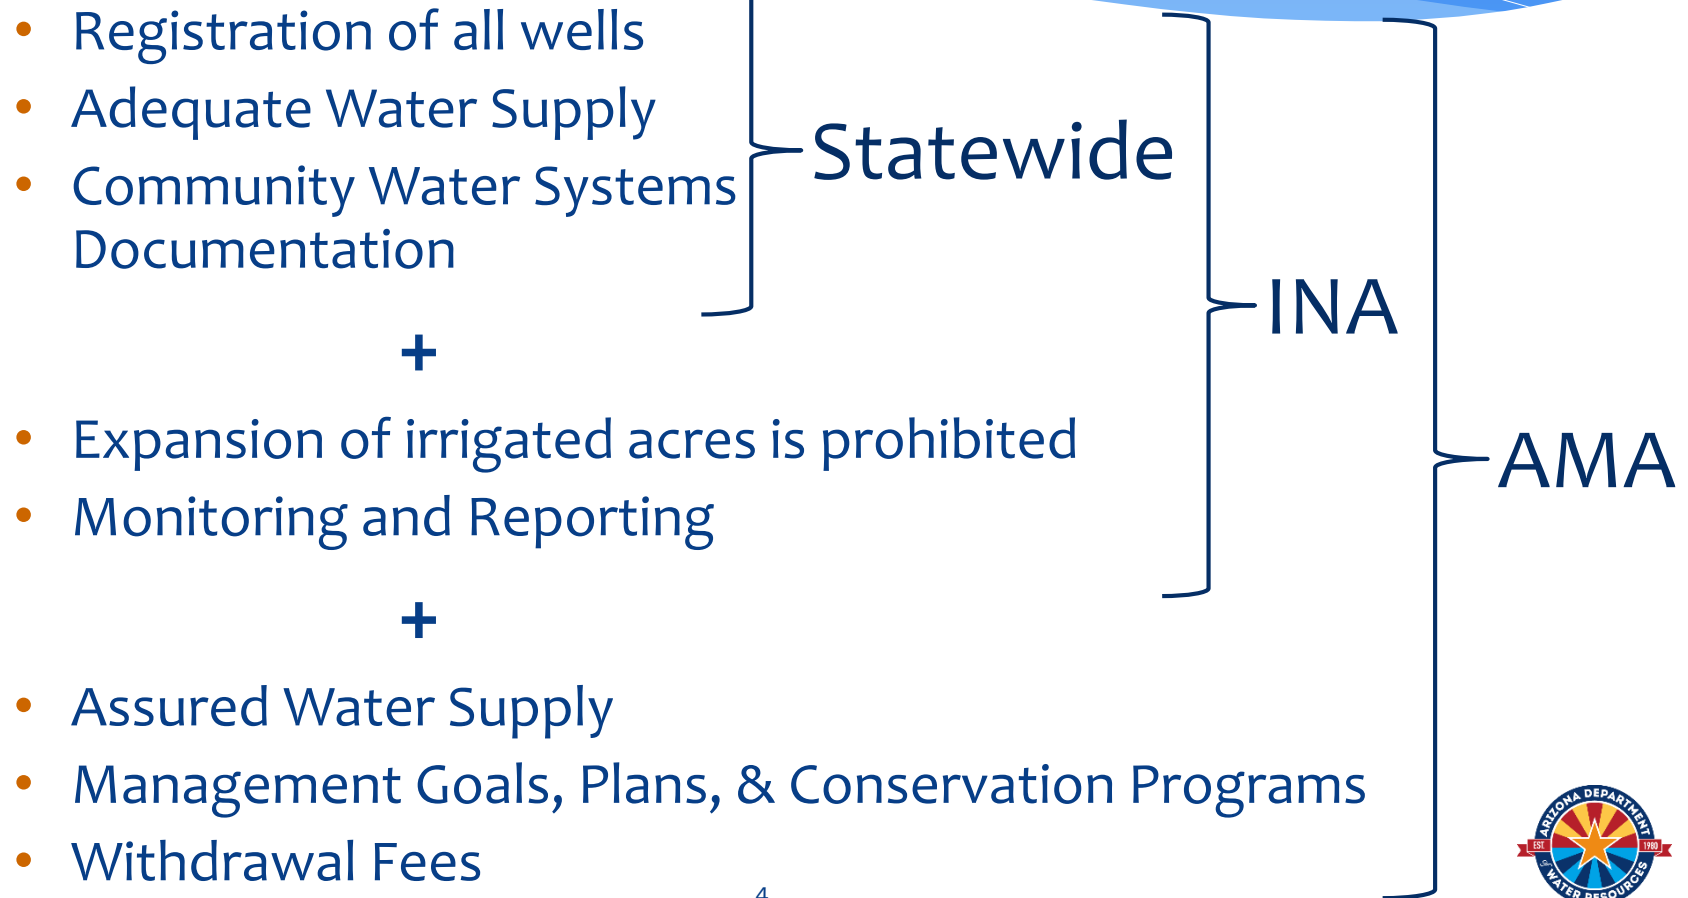 • Registration of all wells
• Adequate Water Supply
• Community Water Systems
Documentation
Statewide
+
INA
• Expansion of irrigated acres is prohibited
• Monitoring and Reporting
AMA
+
• Assured Water Supply
• Management Goals, Plans, & Conservation Programs
• Withdrawal Fees
4
ARIZONA DEPARTMENT
EST. 1980
WATER RESOURCES